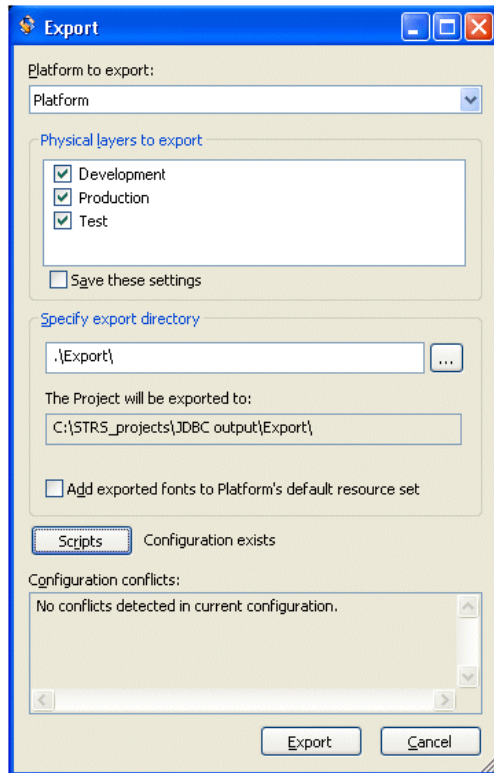 Export
Platform to export:
Platform
Physical layers to export
Development
Production
Test
Save these settings
Specify export directory
.\Export\
...
The Project will be exported to:
C:\STRS_projects\JDBC output\Export\
Add exported fonts to Platform's default resource set
Scripts Configuration exists
Configuration conflicts:
No conflicts detected in current configuration.
Export Cancel